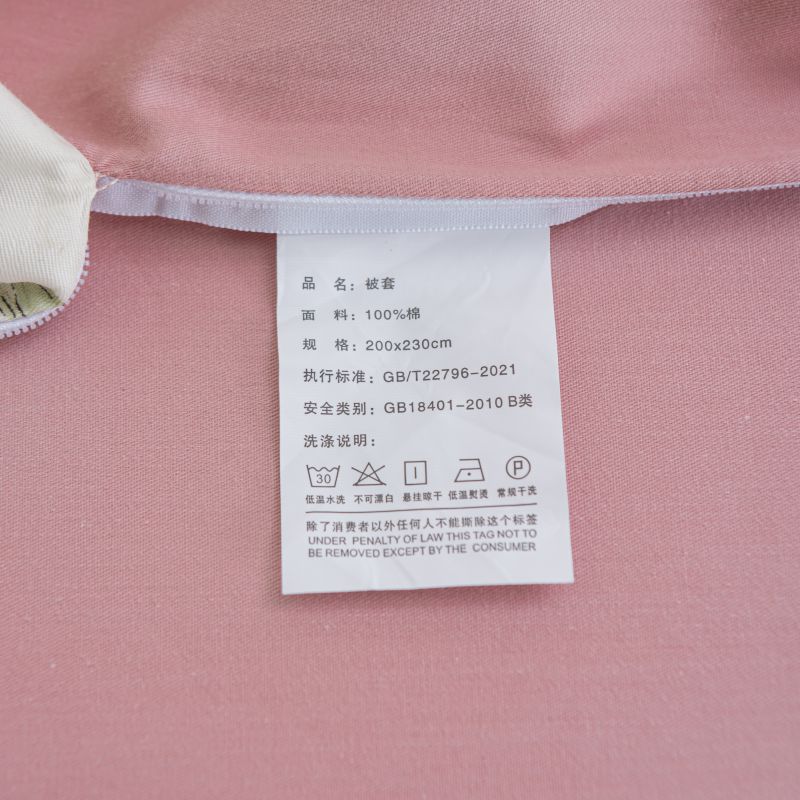 品 名：被套
面 料：100%棉
规 格：200x230cm
执行标准：GB/T22796-2021
安全类别：GB18401-2010 B类
洗涤说明：
30 P
低温水洗 不可漂白 悬挂晾干 低温熨烫 常规干洗
除了消费者以外任何人不能撕除这个标签
UNDER PENALTY OF LAW THIS TAG NOT TO
BE REMOVED EXCEPT BY THE CONSUMER